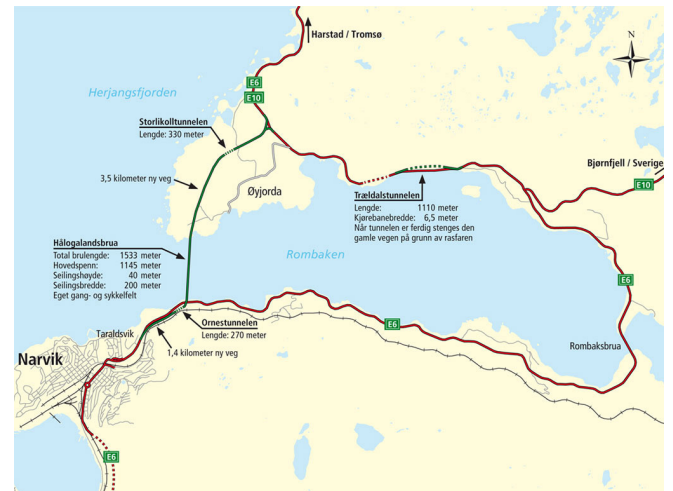 Harstad / Tromsø
N
Herjangsfjorden
E6
E10
Storlikolltunnelen
Lengde: 330 meter
Bjørnfjell / Sverige
E10
3,5 kilometer ny veg
Øyjorda
Trældalstunnelen
Lengde: 1110 meter
Kjørebanebredde: 6,5 meter
Når tunnelen er ferdig stenges den
gamle vegen på grunn av rasfaren
Hålogalandsbrua
Total brulengde: 1533 meter
Hovedspenn: 1145 meter
Seilingshøyde: 40 meter
Seilingsbredde: 200 meter
Eget gang- og sykkelfelt
Rombaken
E6
Ornestunnelen
Lengde: 270 meter
E6
Taraldsvik
Rombaksbrua
1,4 kilometer ny veg
Narvik
E6